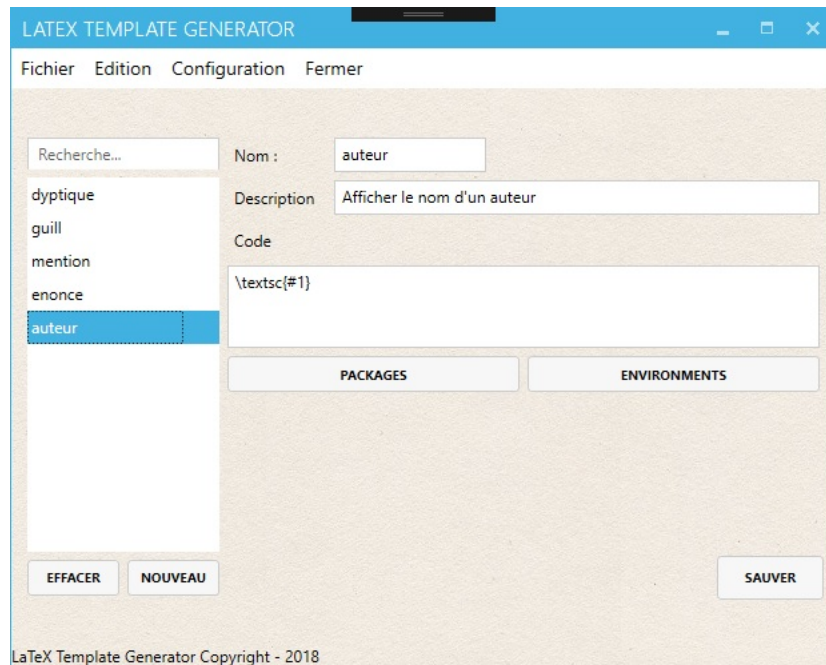 LATEX TEMPLATE GENERATOR
Fichier Edition Configuration Fermer
Recherche...
Nom : auteur
dyptique
Description Afficher le nom d'un auteur
guill
Code
mention
enonce
\textsc{#1}
auteur
PACKAGES ENVIRONMENTS
EFFACER NOUVEAU SAUVER
LaTeX Template Generator Copyright - 2018